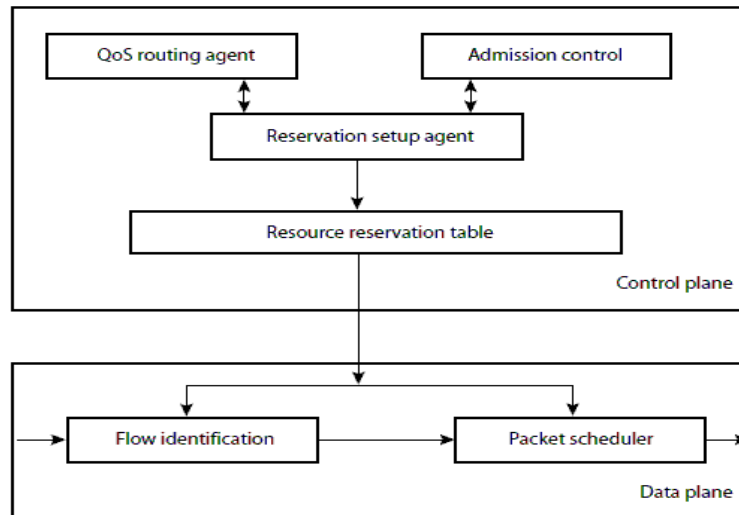 QoS routing agent
Admission control
Reservation setup agent
Resource reservation table
Control plane
Flow identification
Packet scheduler
Data plane